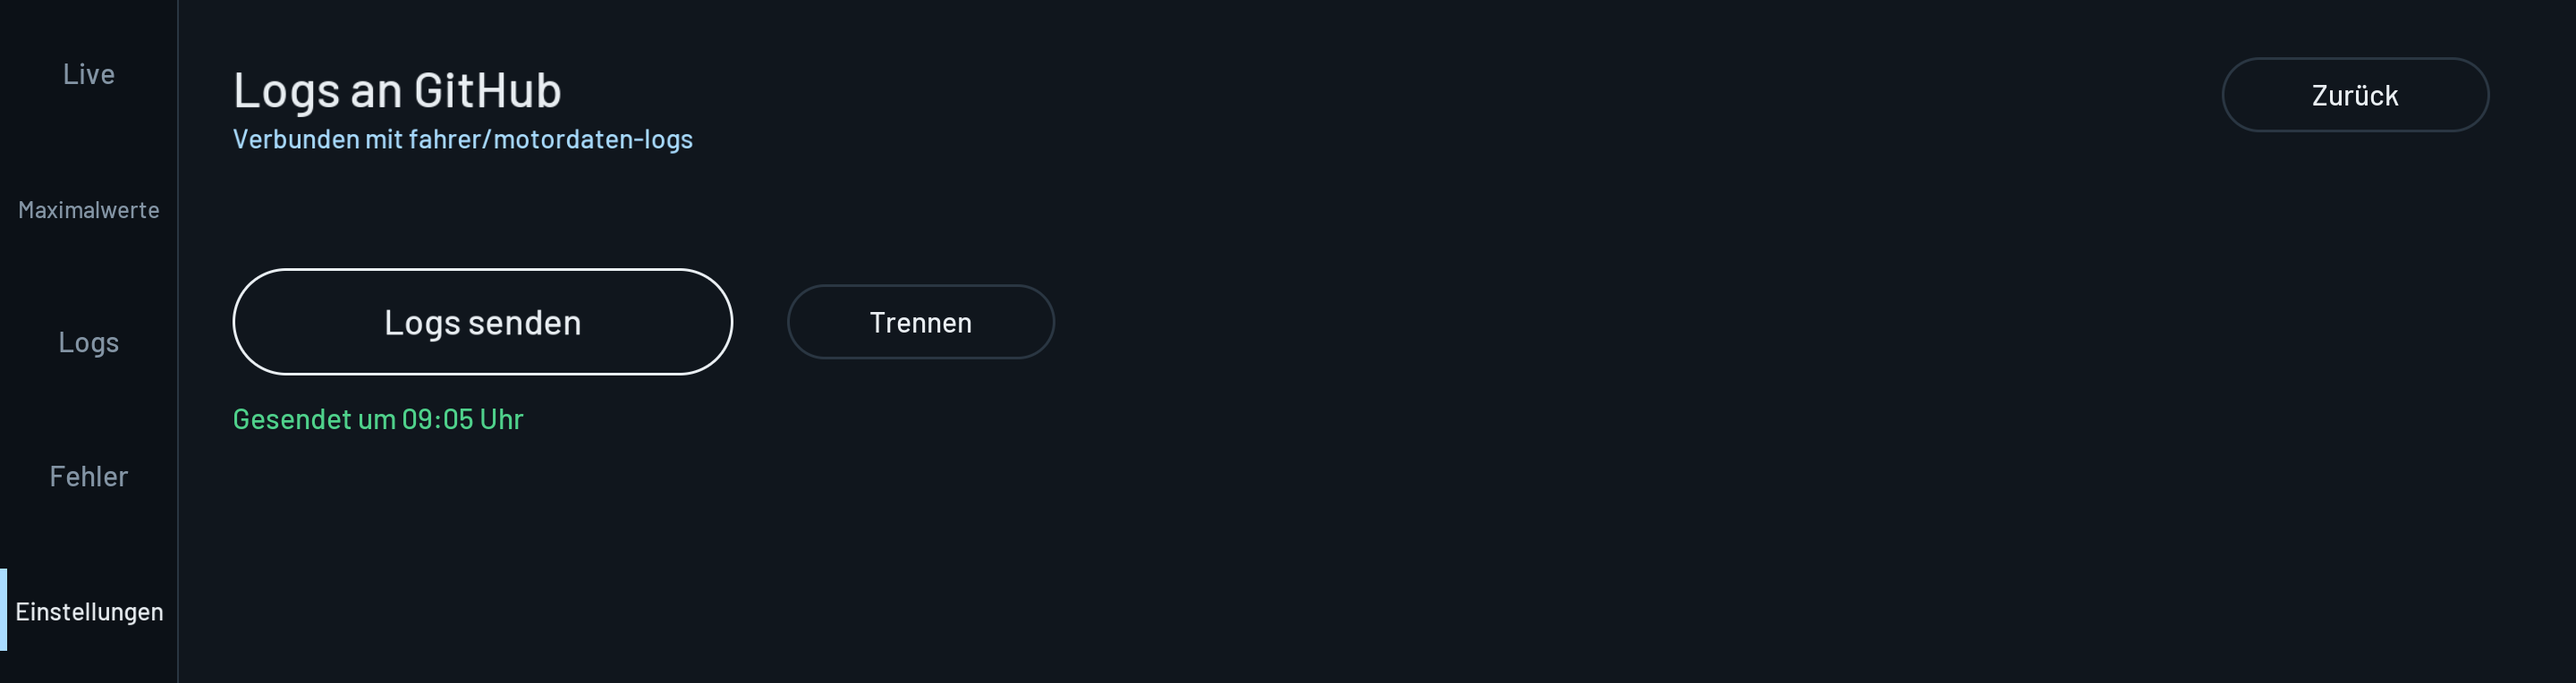 Live
Maximalwerte
Logs
Fehler
Einstellungen
Logs an GitHub
Verbunden mit fahrer/motordaten-logs
Zurück
Logs senden
Trennen
Gesendet um 09:05 Uhr